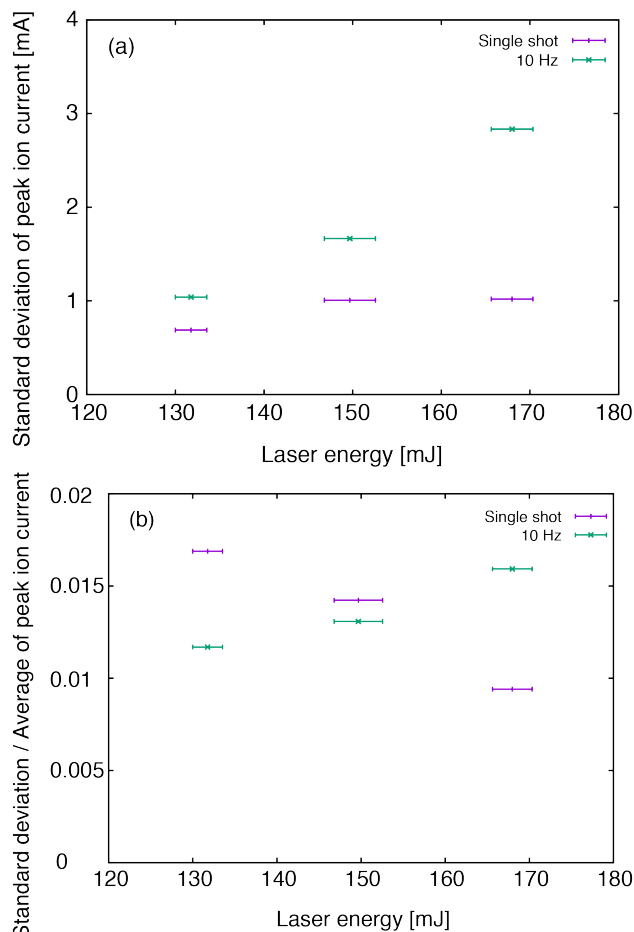 Standard deviation of peak ion current [mA]
(a)
Single shot
10 Hz
4
3
2
1
0
120 130 140 150 160 170 180
Laser energy [mJ]
Standard deviation / Average of peak ion current
(b)
Single shot
10 Hz
0.02
0.015
0.01
0.005
0
120 130 140 150 160 170 180
Laser energy [mJ]